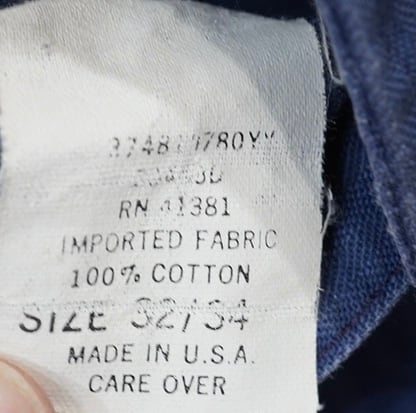 RN 41381
IMPORTED FABRIC
100% COTTON
SIZE 32/34
MADE IN U.S.A.
CARE OVER